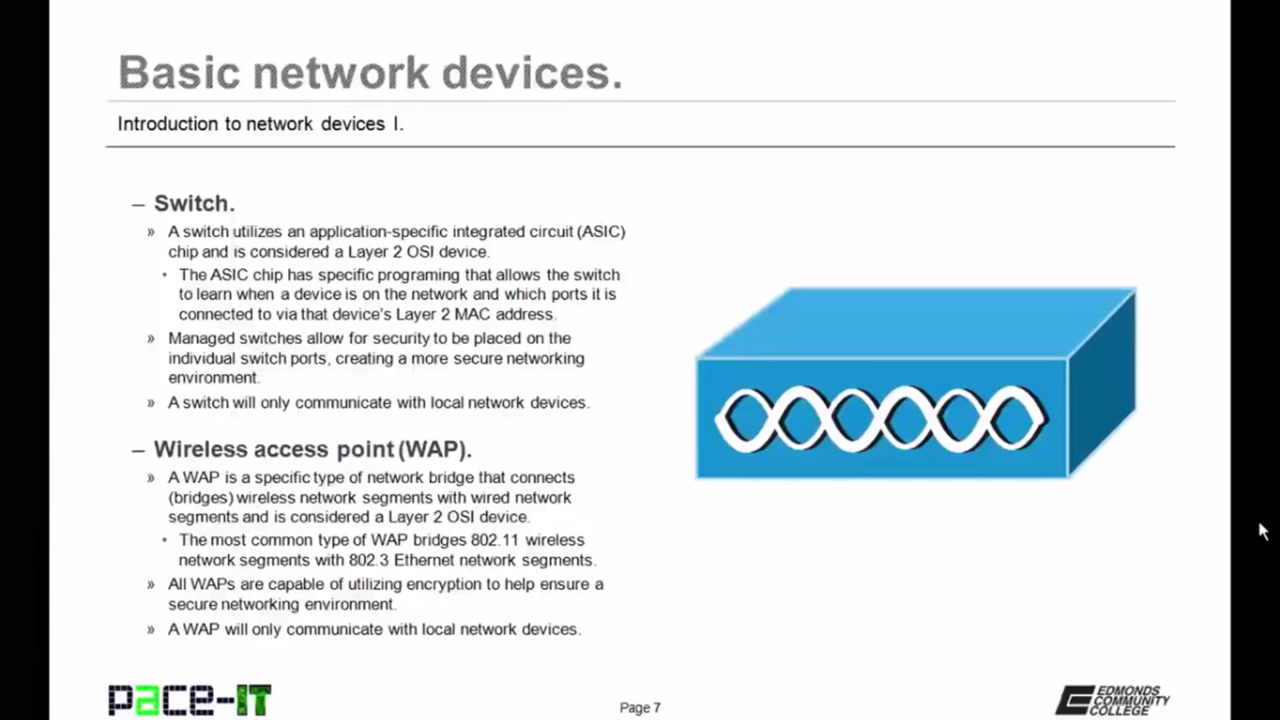 Basic network devices.
Introduction to network devices I.
– Switch.
» A switch utilizes an application-specific integrated circuit (ASIC)
chip and is considered a Layer 2 OSI device.
• The ASIC chip has specific programing that allows the switch
to learn when a device is on the network and which ports it is
connected to via that device's Layer 2 MAC address.
» Managed switches allow for security to be placed on the
individual switch ports, creating a more secure networking
environment.
» A switch will only communicate with local network devices.
– Wireless access point (WAP).
» A WAP is a specific type of network bridge that connects
(bridges) wireless network segments with wired network
segments and is considered a Layer 2 OSI device.
• The most common type of WAP bridges 802.11 wireless
network segments with 802.3 Ethernet network segments.
» All WAPs are capable of utilizing encryption to help ensure a
secure networking environment.
» A WAP will only communicate with local network devices.
pace-IT
Page 7
EDMONDS
COMMUNITY
COLLEGE